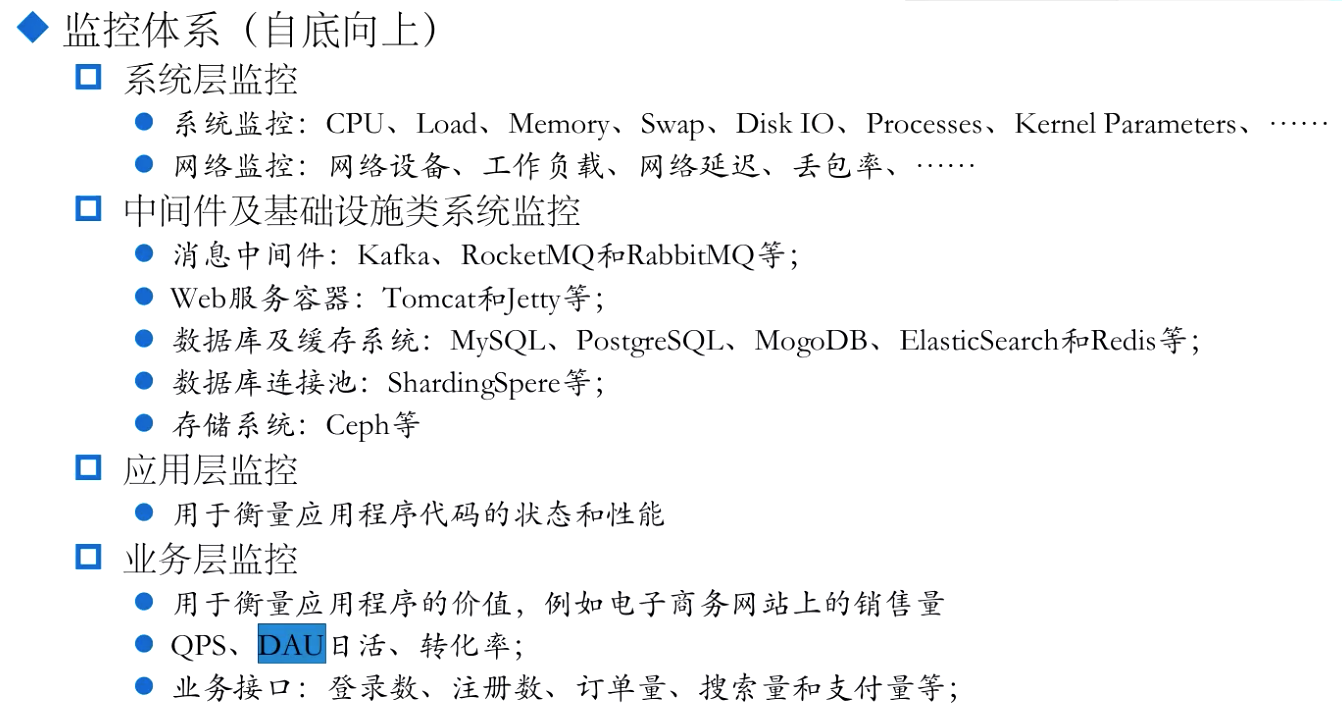 监控体系（自底向上）
系统层监控
系统监控：CPU、Load、Memory、Swap、Disk IO、Processes、Kernel Parameters、……
网络监控：网络设备、工作负载、网络延迟、丢包率、……
中间件及基础设施类系统监控
消息中间件：Kafka、RocketMQ和RabbitMQ等；
Web服务容器：Tomcat和Jetty等；
数据库及缓存系统：MySQL、PostgreSQL、MogoDB、ElasticSearch和Redis等；
数据库连接池：ShardingSpere等；
存储系统：Ceph等
应用层监控
用于衡量应用程序代码的状态和性能
业务层监控
用于衡量应用程序的价值，例如电子商务网站上的销售量
QPS、DAU日活、转化率；
业务接口：登录数、注册数、订单量、搜索量和支付量等；